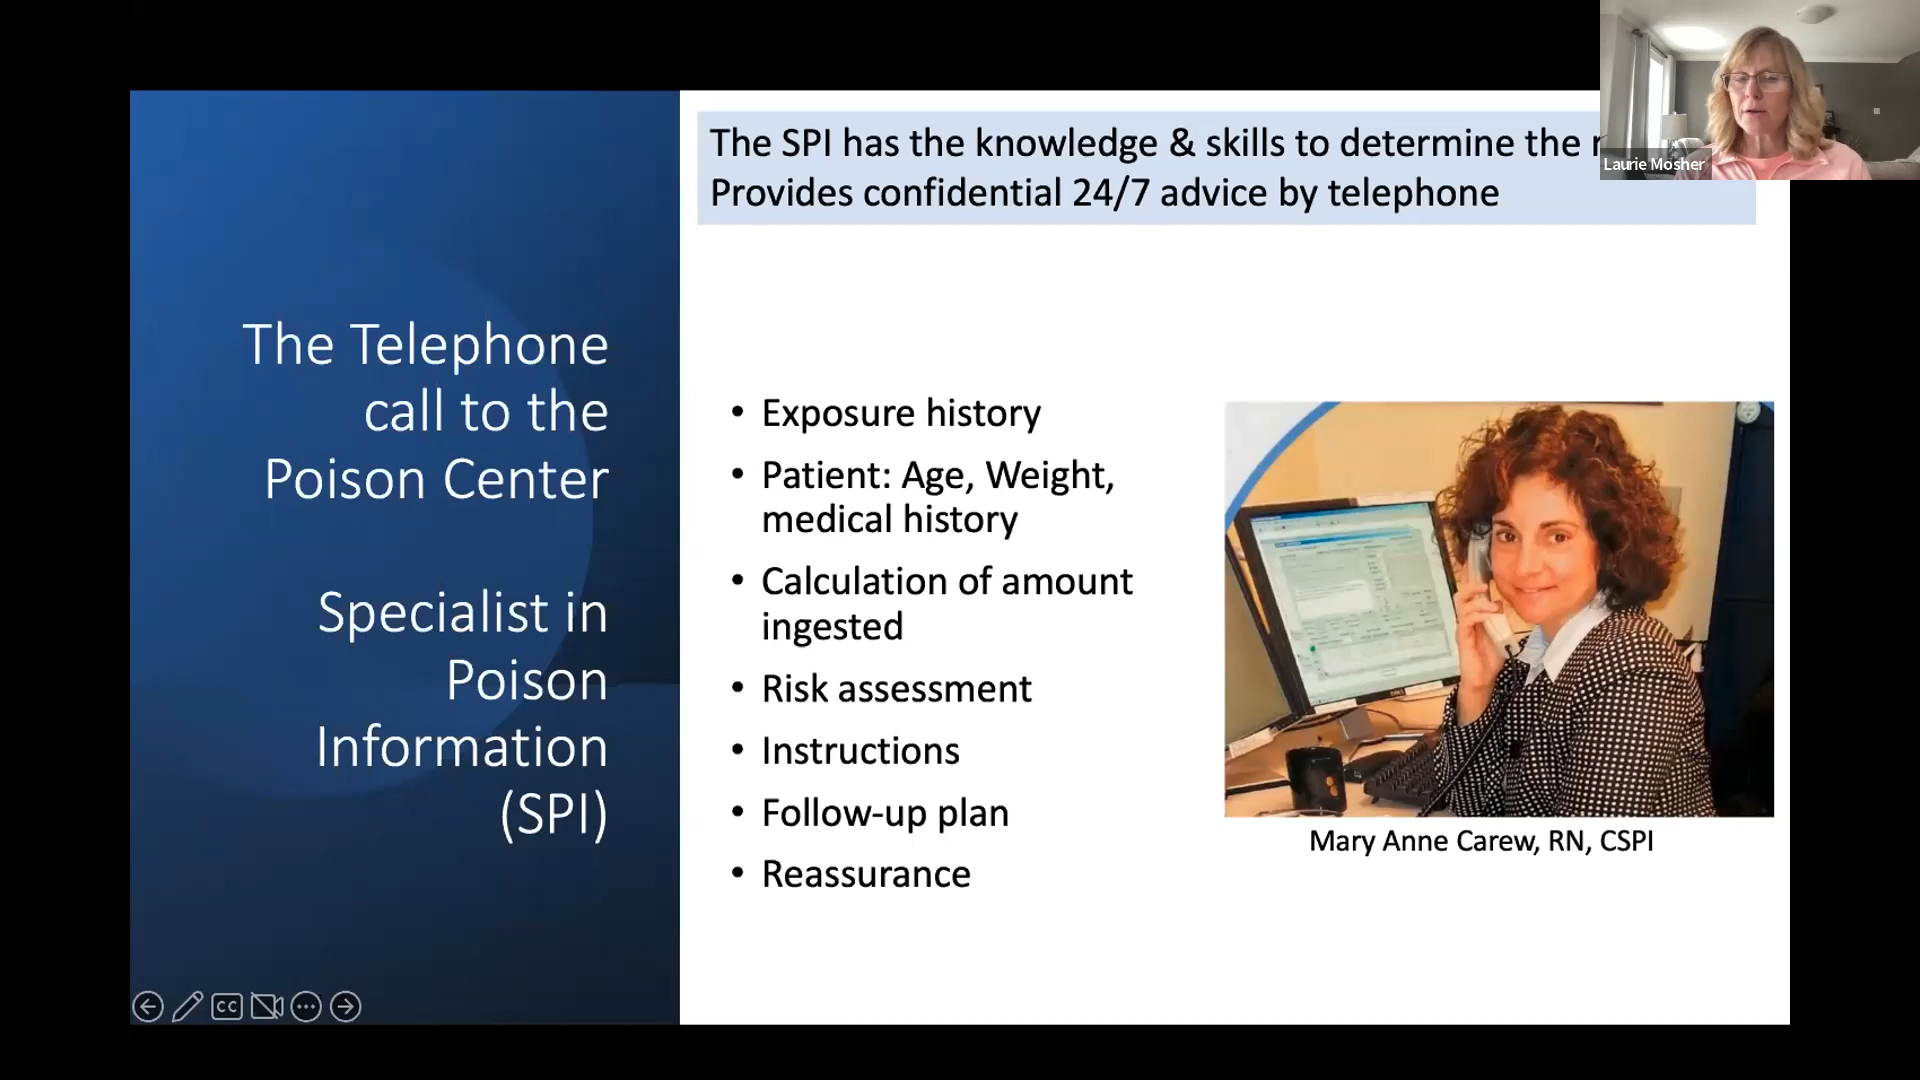 The SPI has the knowledge & skills to determine the
Provides confidential 24/7 advice by telephone
Laurie Mosher
The Telephone
call to the
Poison Center
Specialist in
Poison
Information
(SPI)
• Exposure history
• Patient: Age, Weight,
medical history
• Calculation of amount
ingested
• Risk assessment
• Instructions
• Follow-up plan
• Reassurance
Mary Anne Carew, RN, CSPI
CC